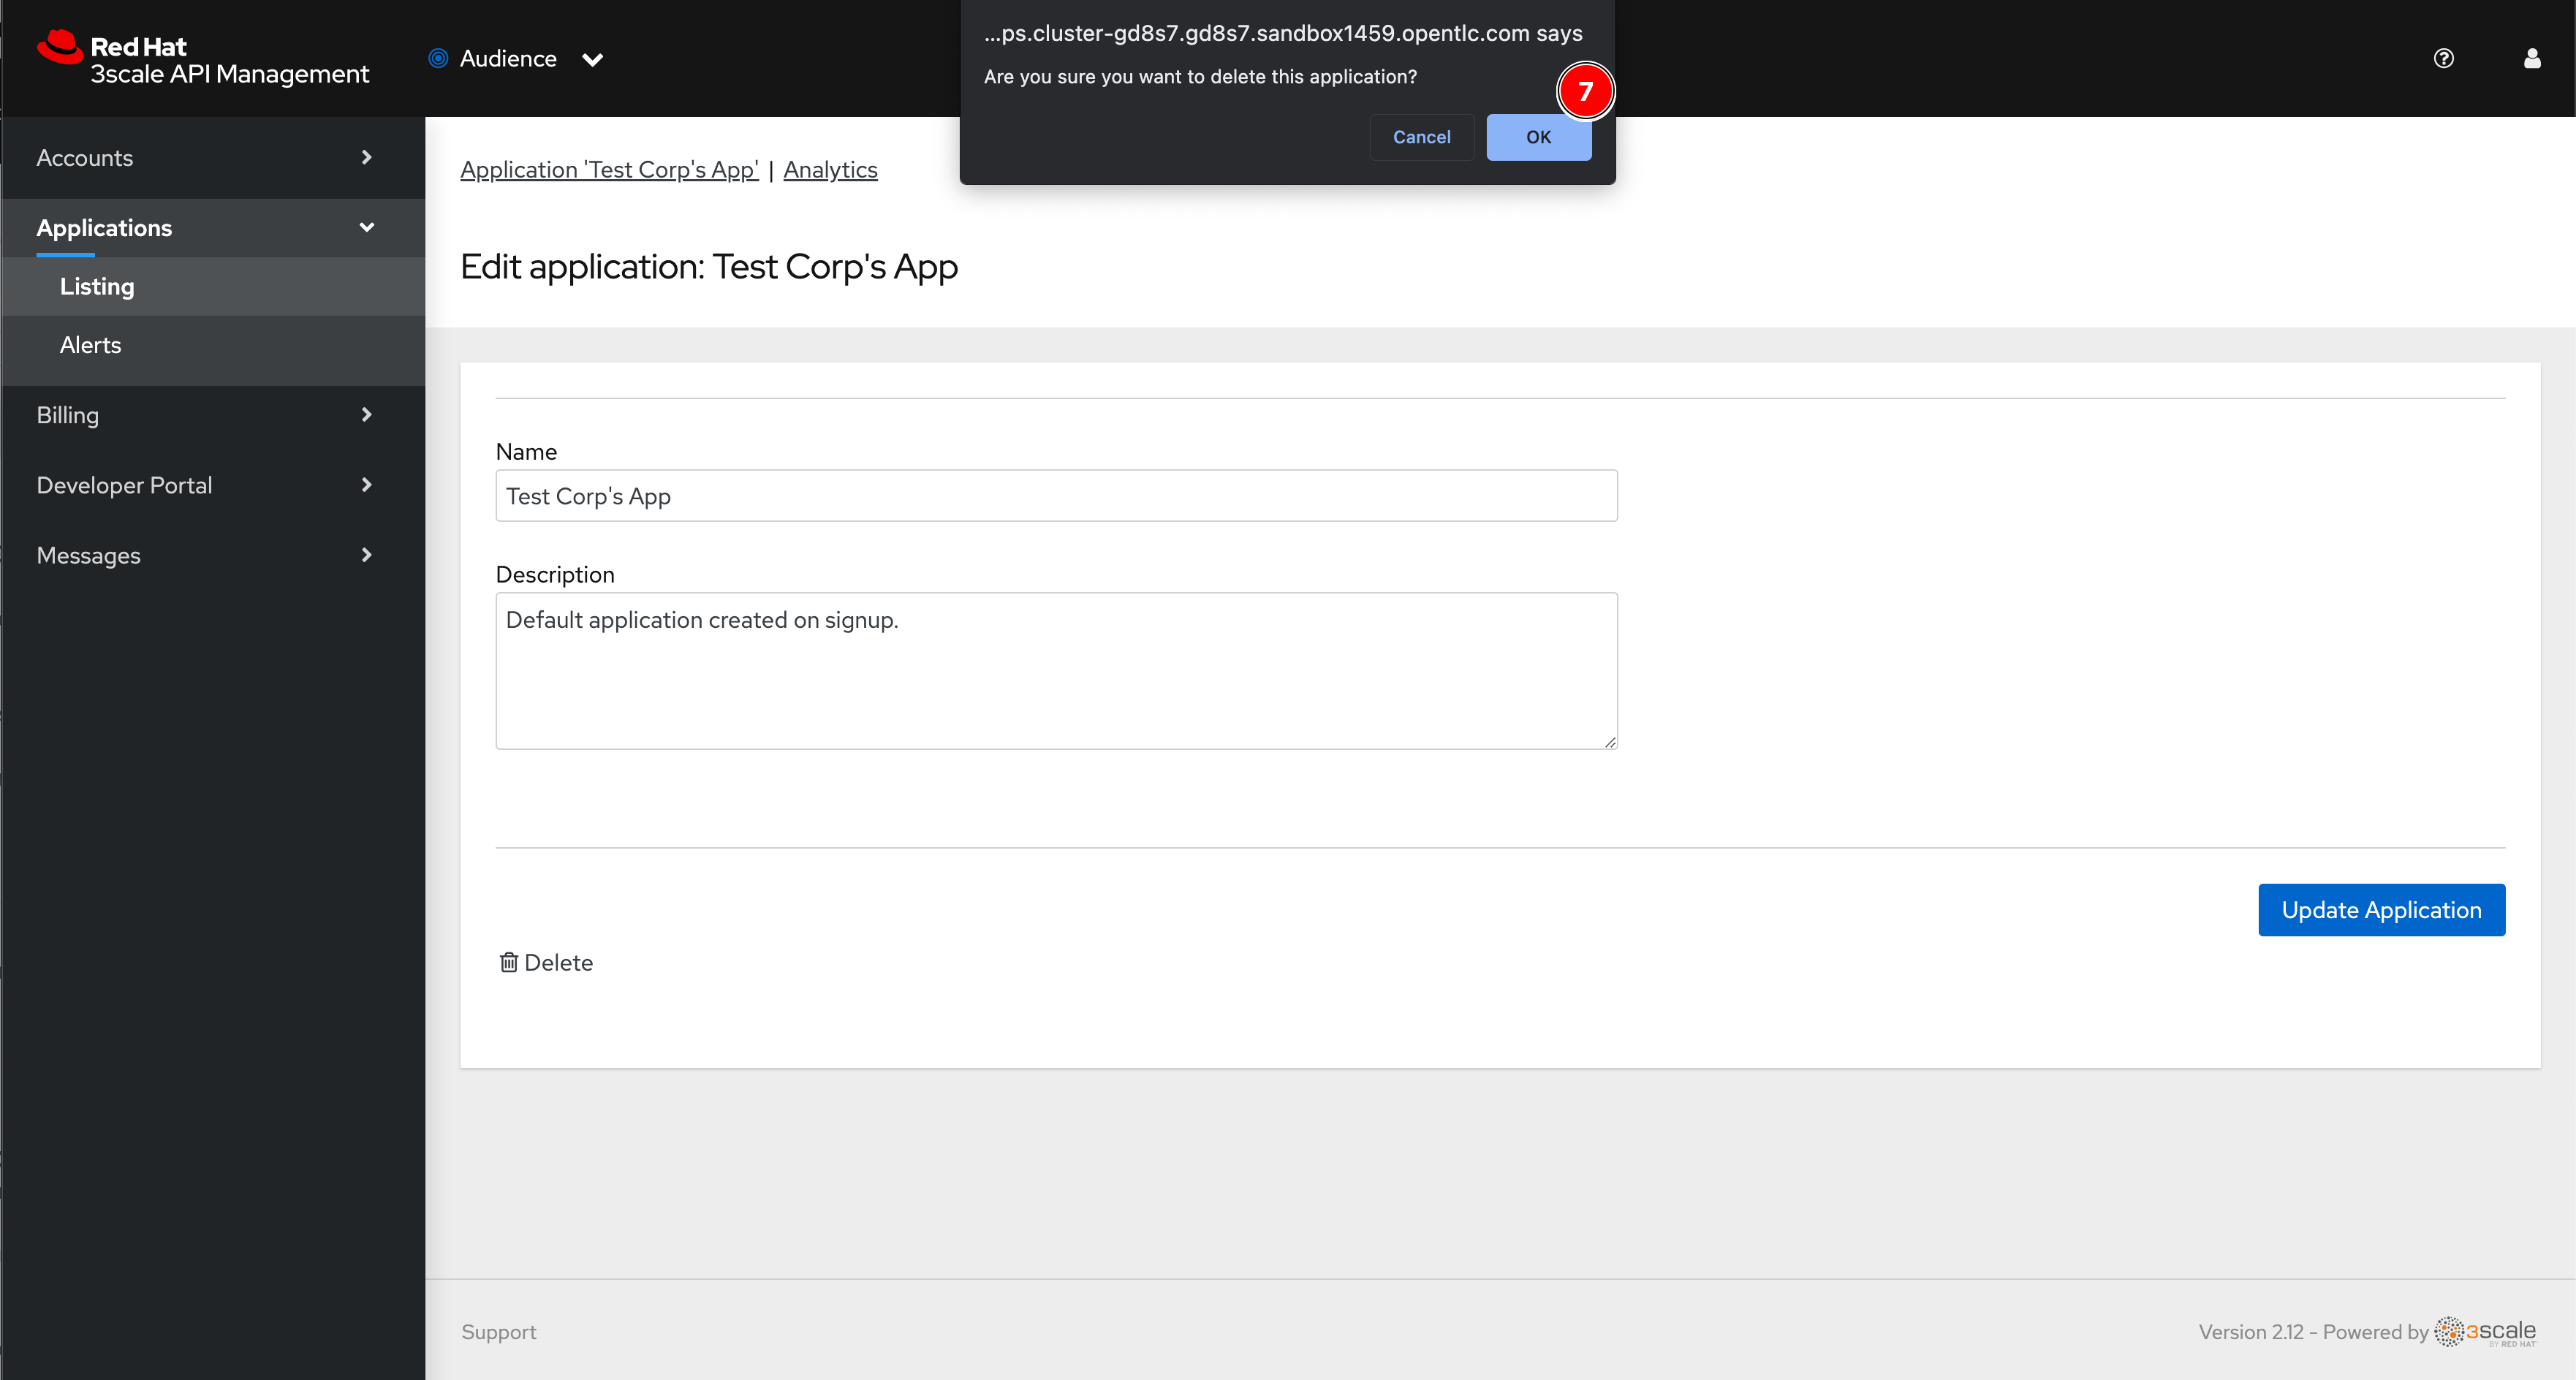 Red Hat
3scale API Management
Audience
...ps.cluster-gd8s7.gd8s7.sandbox1459.opentlc.com says
Are you sure you want to delete this application?
7
Cancel
OK
Accounts
Applications
Listing
Alerts
Billing
Developer Portal
Messages
Application 'Test Corp's App' | Analytics
Edit application: Test Corp's App
Name
Test Corp's App
Description
Default application created on signup.
Update Application
Delete
Support
Version 2.12 - Powered by 3scale
BY RED HAT